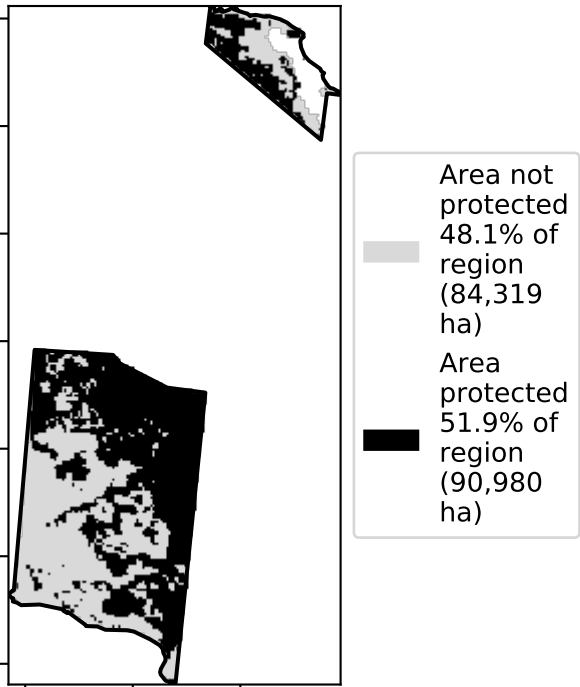 Area not
protected
48.1% of
region
(84,319
ha)
Area
protected
51.9% of
region
(90,980
ha)